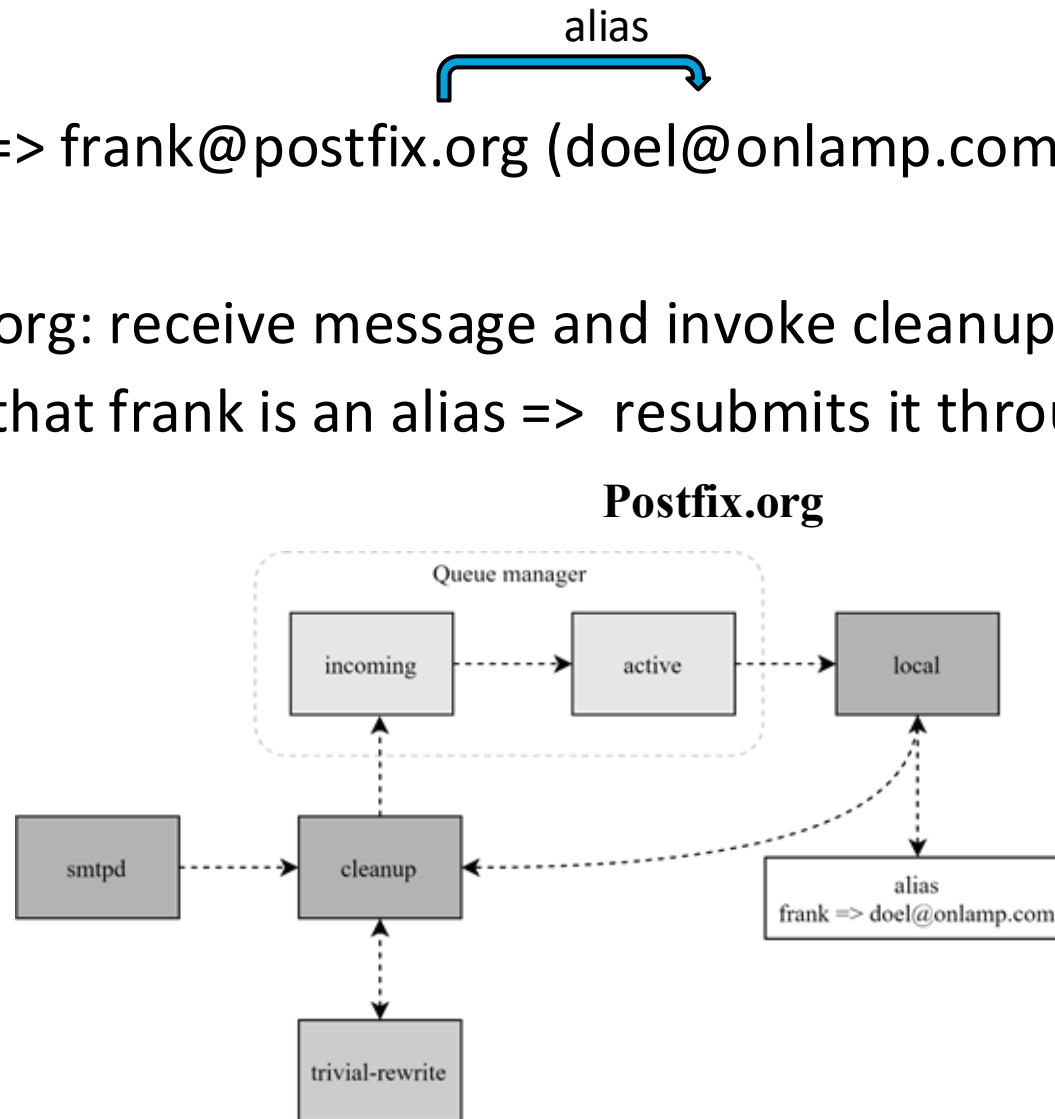 alias
=> frank@postfix.org (doel@onlamp.com
org: receive message and invoke cleanup
that frank is an alias => resubmits it throu
Postfix.org
Queue manager
incoming
active
local
smtpd
cleanup
alias
frank => doel@onlamp.com
trivial-rewrite